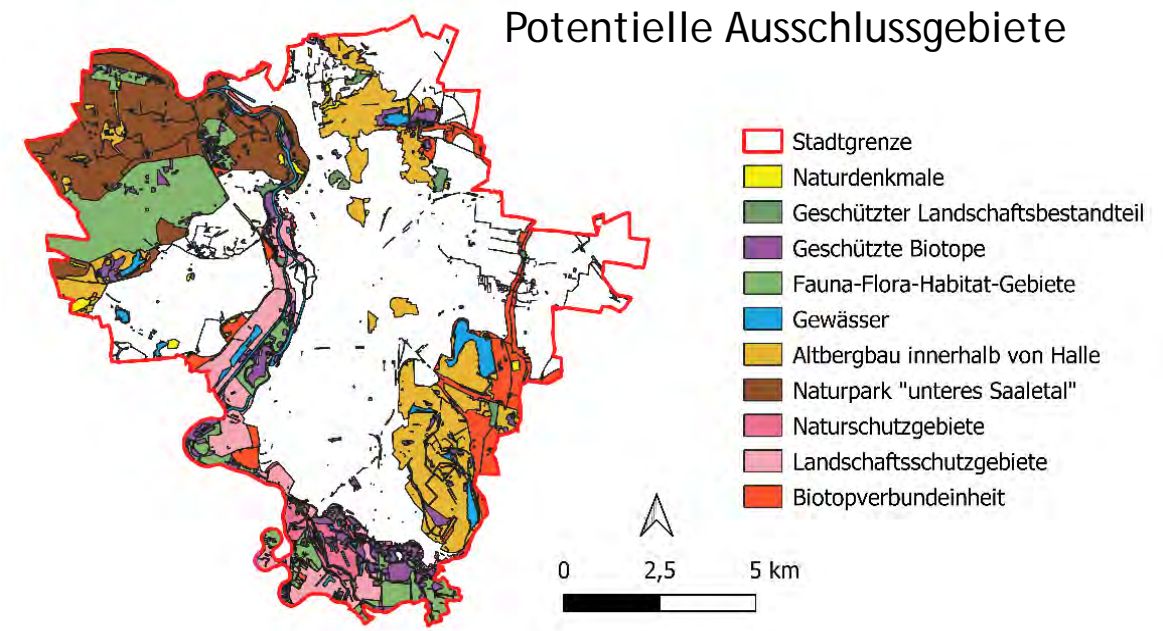 Potentielle Ausschlussgebiete
Stadtgrenze
Naturdenkmale
Geschützter Landschaftsbestandteil
Geschützte Biotope
Fauna-Flora-Habitat-Gebiete
Gewässer
Altbergbau innerhalb von Halle
Naturpark "unteres Saaletal"
Naturschutzgebiete
Landschaftsschutzgebiete
Biotopverbundeinheit
0 2,5 5 km